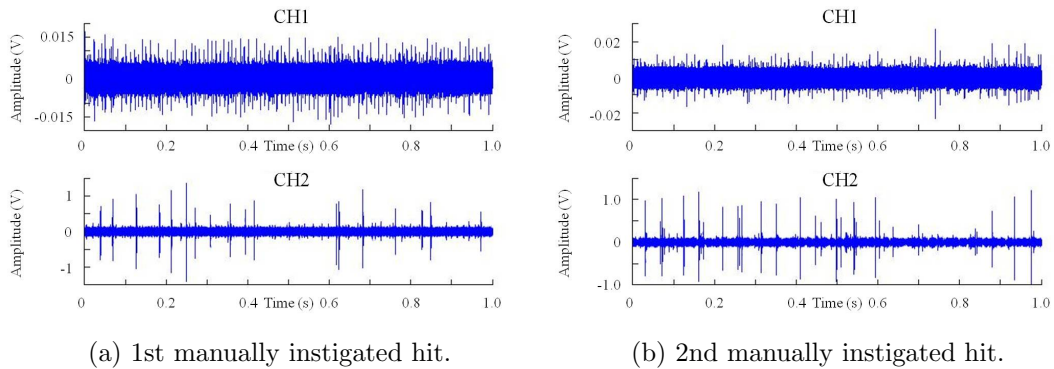 CH1
Amplitude (V)
0.015
0
-0.015
0 0.2 0.4 Time (s) 0.6 0.8 1.0
CH2
Amplitude (V)
1
0
-1
0 0.2 0.4 Time (s) 0.6 0.8 1.0
(a) 1st manually instigated hit.
CH1
Amplitude (V)
0.02
0
-0.02
0 0.2 0.4 Time (s) 0.6 0.8 1.0
CH2
Amplitude (V)
1.0
0
-1.0
0 0.2 0.4 Time (s) 0.6 0.8 1.0
(b) 2nd manually instigated hit.